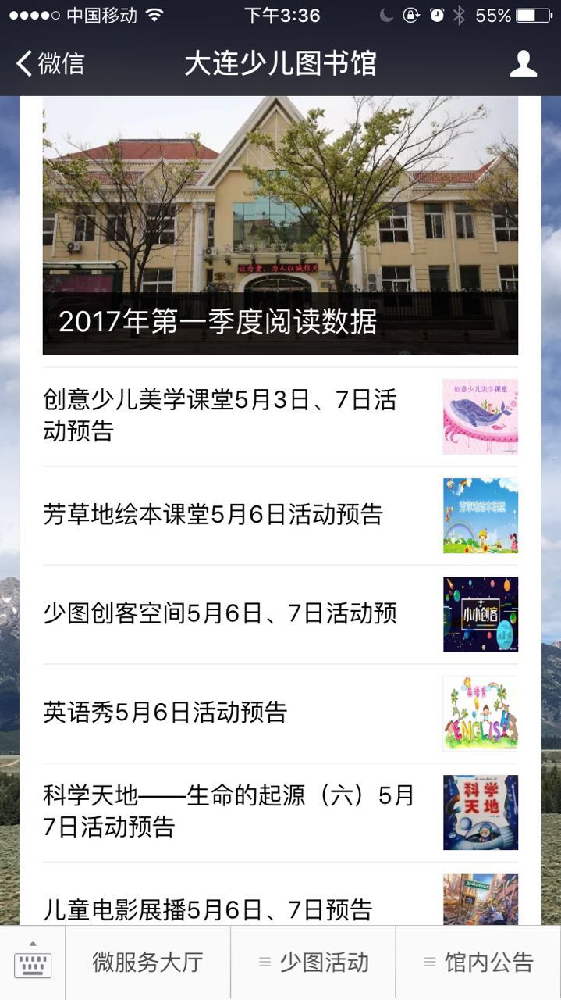 中国移动
下午3:36
55%
微信
大连少儿图书馆
让为贵、为人以诚信为
2017年第一季度阅读数据
创意少儿美学课堂5月3日、7日活
动预告
创意少儿美学课堂
芳草地绘本课堂5月6日活动预告
芳草地绘本课堂
少图创客空间5月6日、7日活动预
小小创客
英语秀5月6日活动预告
英语秀
ENGLISH
科学天地——生命的起源（六）5月
7日活动预告
科学
天地
儿童电影展播5月6日、7日预告
微服务大厅
少图活动
馆内公告